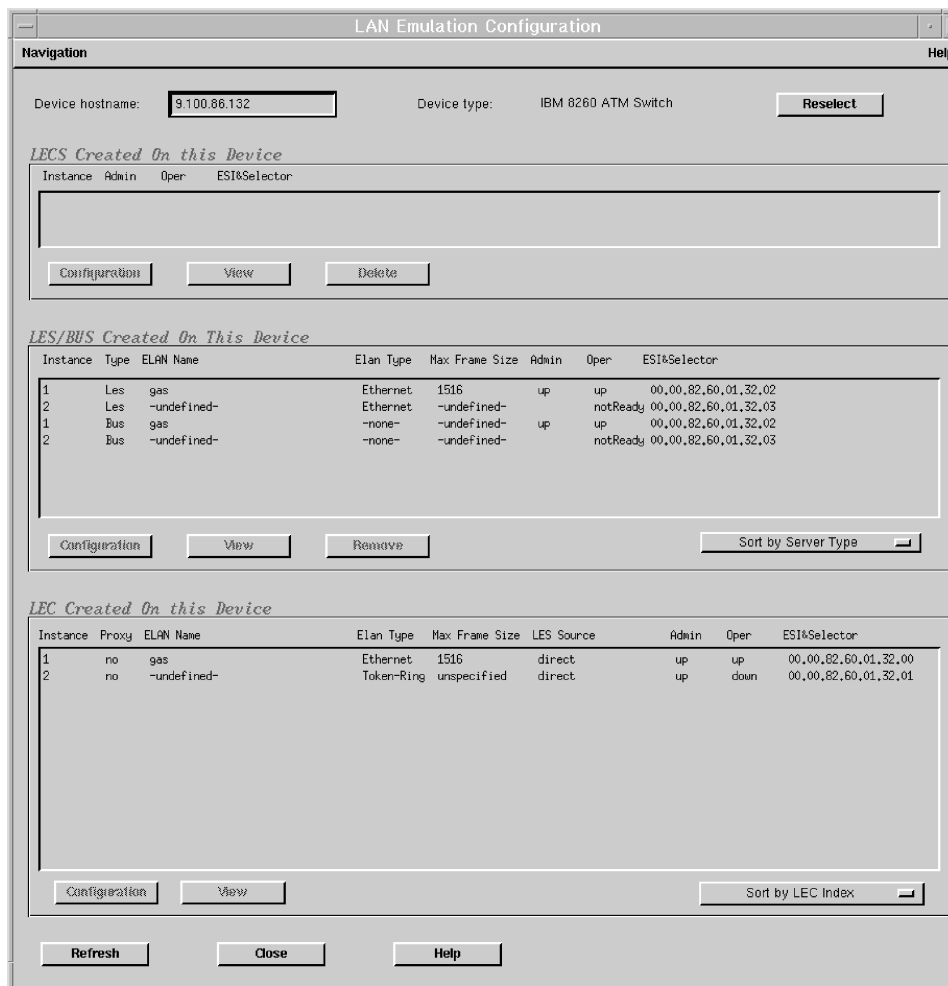 LAN Emulation Configuration
Navigation Help
Device hostname: 9.100.86.132 Device type: IBM 8260 ATM Switch Reselect
LECS Created On this Device
Instance Admin Oper ESI&Selector
Configuration View Delete
LES/BUS Created On This Device
Instance Type ELAN Name Elan Type Max Frame Size Admin Oper ESI&Selector
1 Les gas Ethernet 1516 up up 00.00.82.60.01.32.02
2 Les -undefined- Ethernet -undefined- notReady 00.00.82.60.01.32.03
1 Bus gas -none- -undefined- up up 00.00.82.60.01.32.02
2 Bus -undefined- -none- -undefined- notReady 00.00.82.60.01.32.03
Configuration View Remove Sort by Server Type
LEC Created On this Device
Instance Proxy ELAN Name Elan Type Max Frame Size LES Source Admin Oper ESI&Selector
1 no gas Ethernet 1516 direct up up 00.00.82.60.01.32.00
2 no -undefined- Token-Ring unspecified direct up down 00.00.82.60.01.32.01
Configuration View Sort by LEC Index
Refresh Close Help